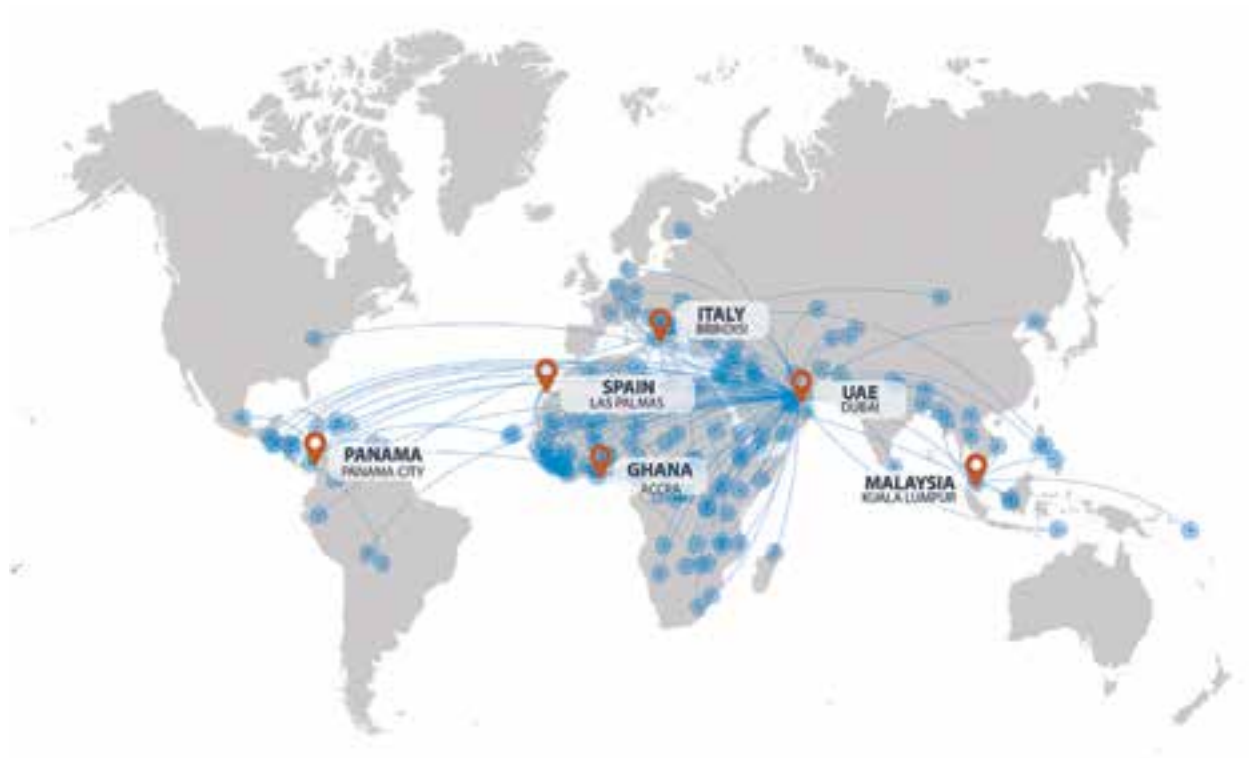 ITALY
BRINDISI
SPAIN
LAS PALMAS
UAE
DUBAI
PANAMA
PANAMA CITY
GHANA
ACCRA
MALAYSIA
KUALA LUMPUR